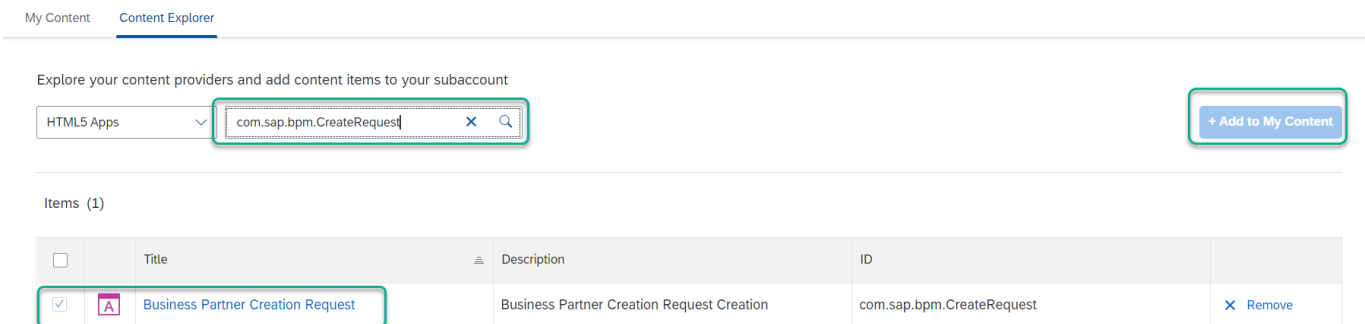 My Content Content Explorer
Explore your content providers and add content items to your subaccount
HTML5 Apps com.sap.bpm.CreateRequest + Add to My Content
Items (1)
Title Description ID
A Business Partner Creation Request Business Partner Creation Request Creation com.sap.bpm.CreateRequest Remove